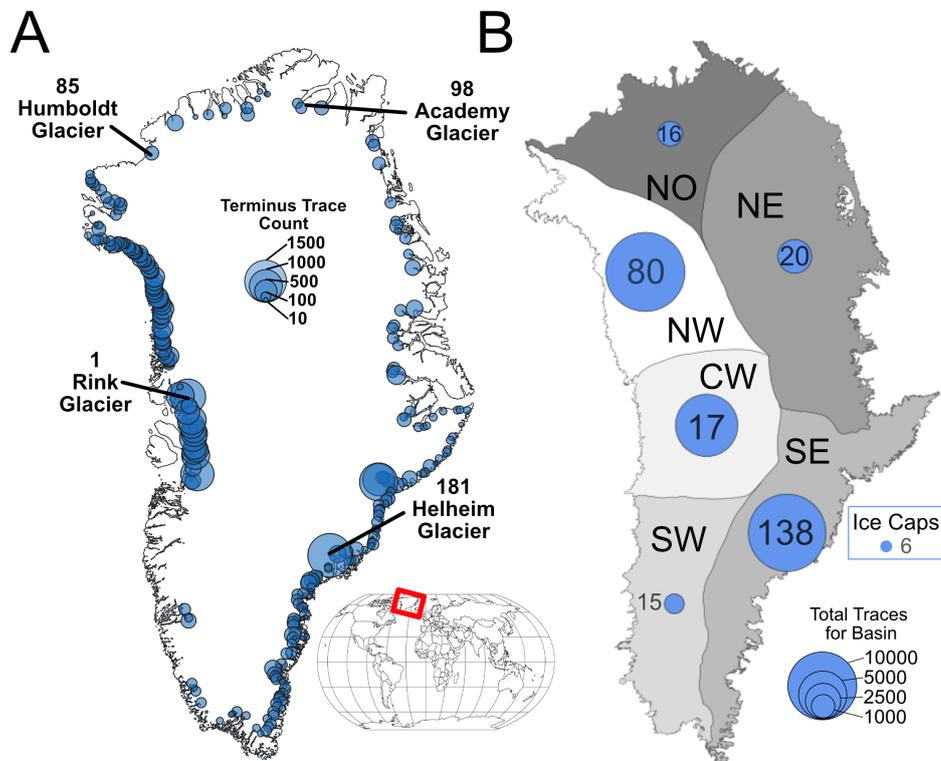 A
85
Humboldt
Glacier
98
Academy
Glacier
Terminus Trace
Count
1500
1000
500
100
10
1
Rink
Glacier
181
Helheim
Glacier
B
16
NO
NE
20
80
NW
CW
17
SE
138
Ice Caps
6
SW
15
Total Traces
for Basin
10000
5000
2500
1000